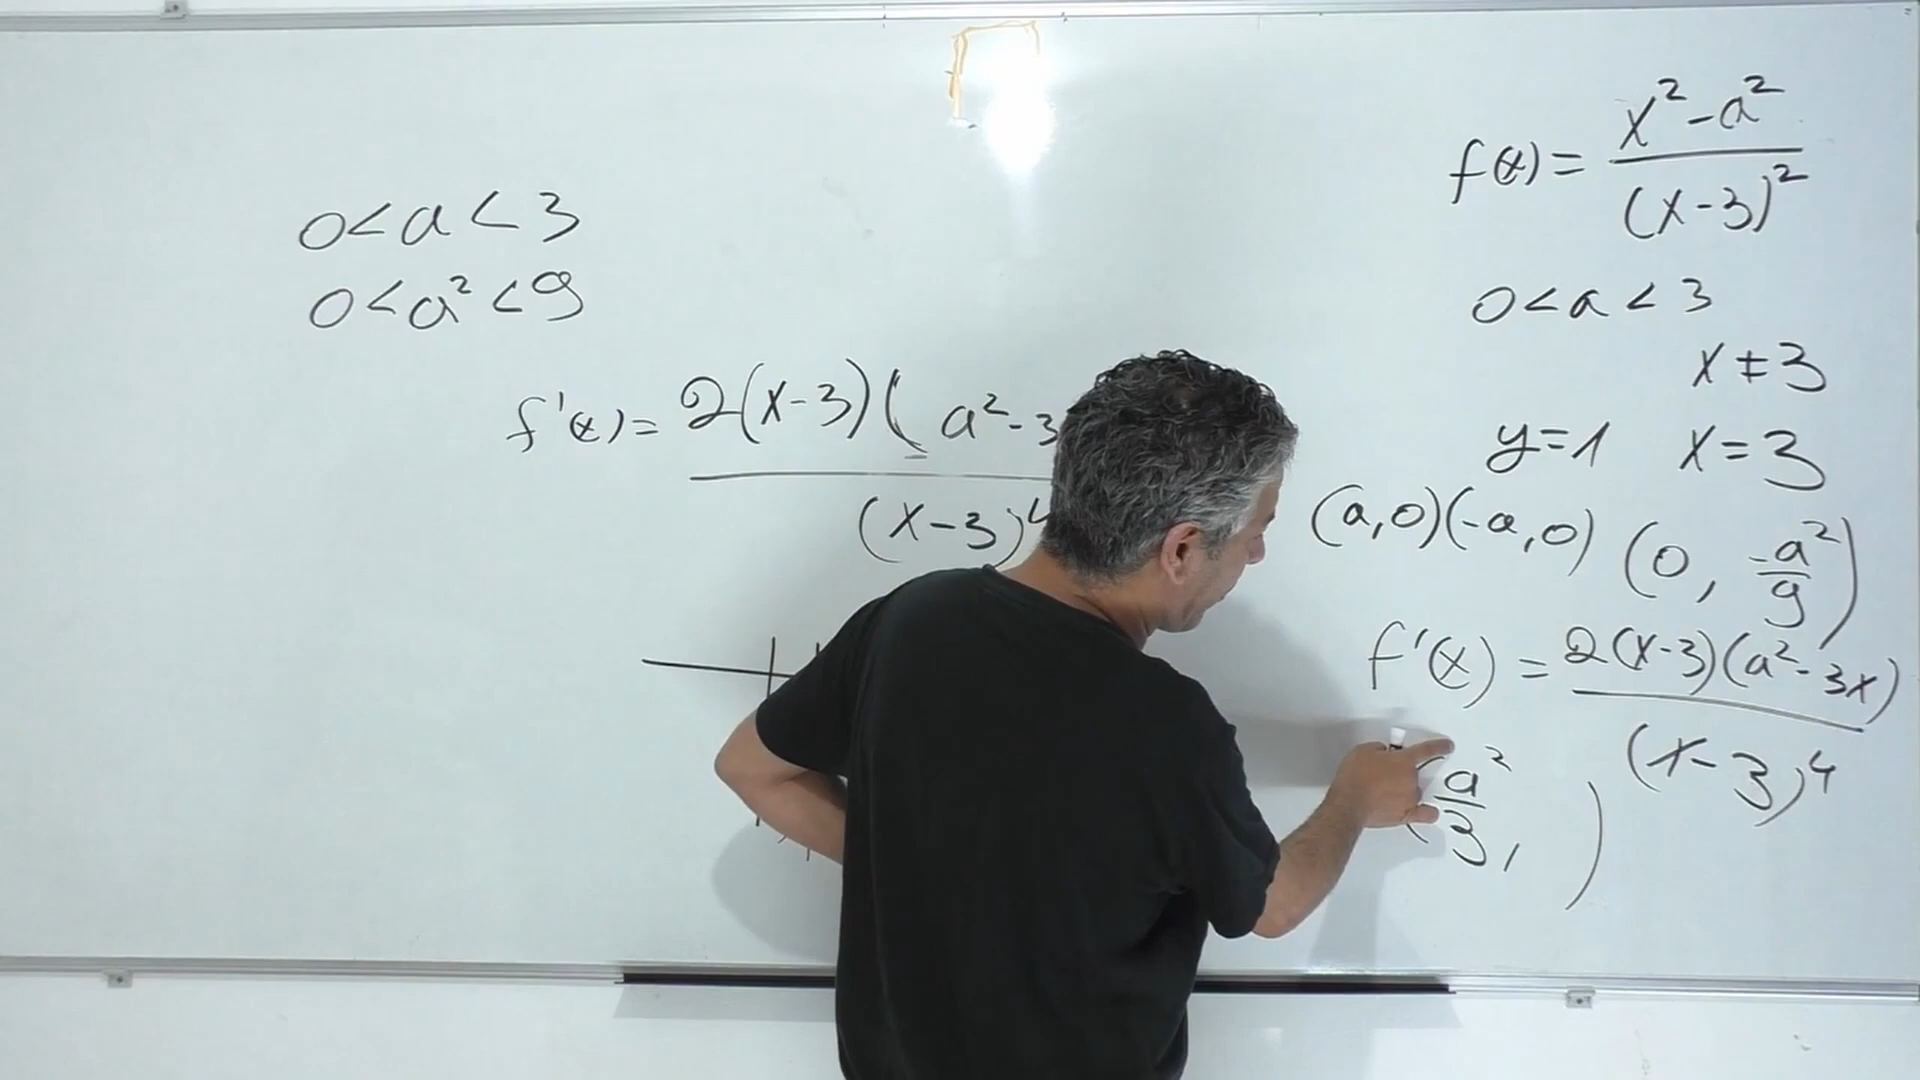 0<a<3
0<a²<9
f'(x)= 2(x-3)( a²-3
(x-3)⁴
f(x)= x²-a²
(x-3)²
0<a<3
x≠3
y=1 x=3
(a,0)(-a,0) (0, -a²/9)
f'(x) = 2(x-3)(a²-3x)
(x-3)⁴
(a²/3, )